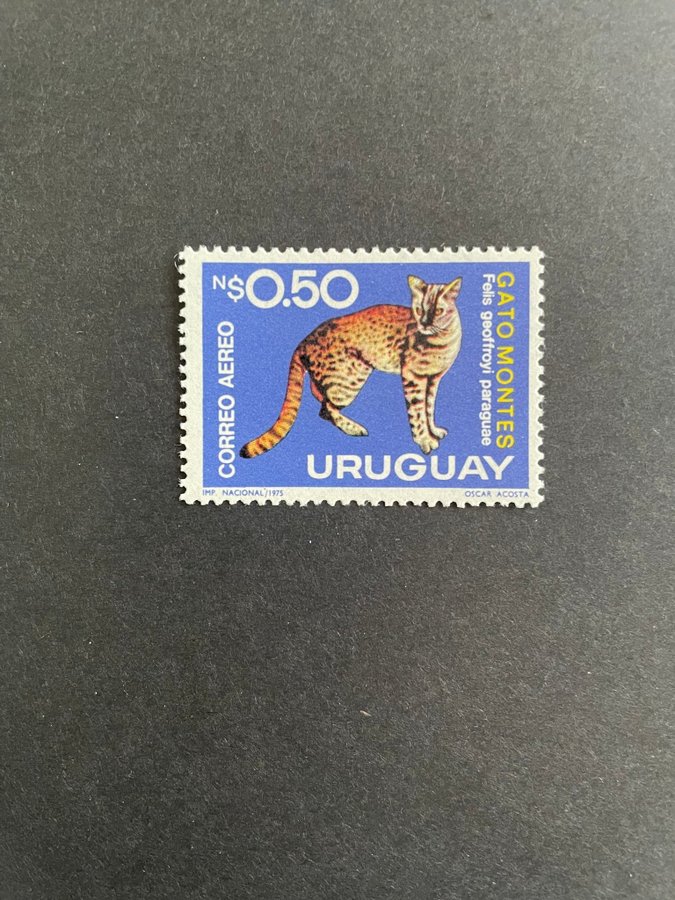 N$0.50
CORREO AEREO
GATO MONTES
Felis geoffroyi paraguae
URUGUAY
IMP. NACIONAL/1975
OSCAR ACOSTA